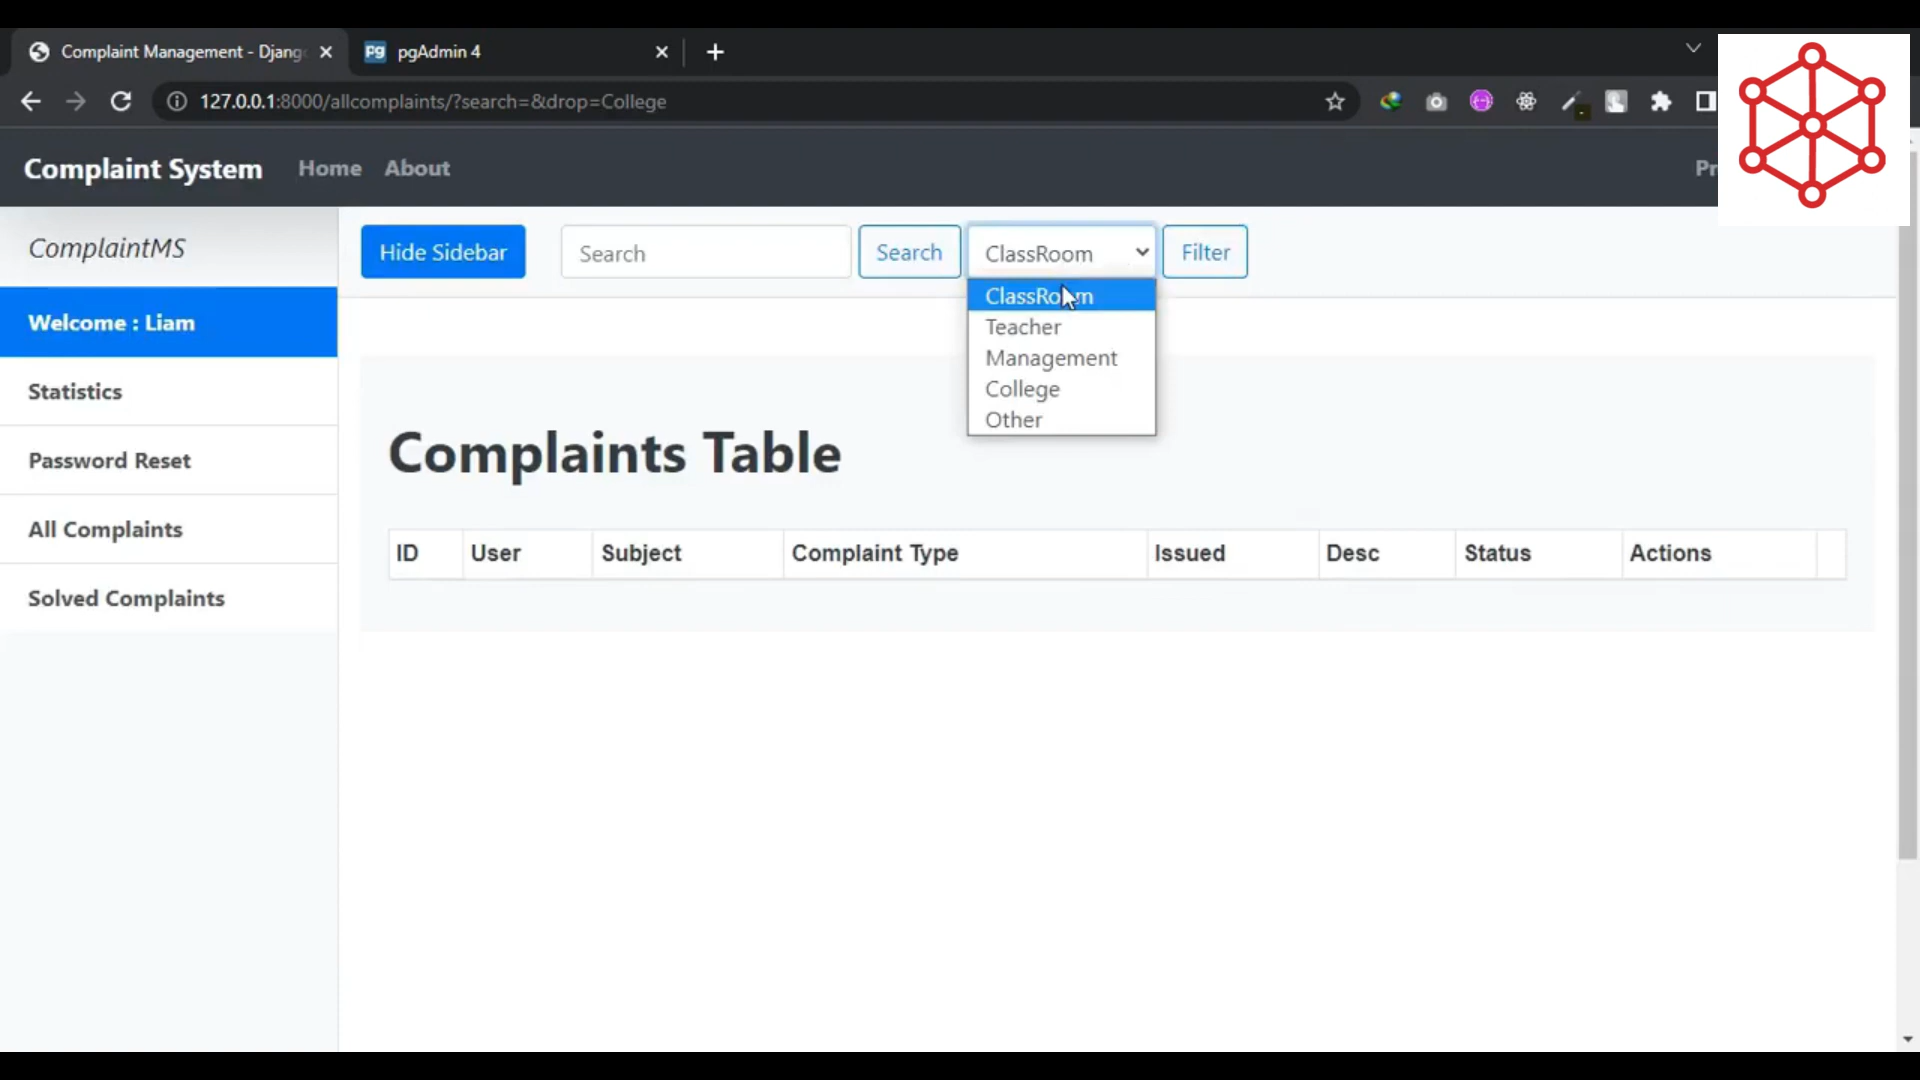 Complaint Management - Djang
pgAdmin 4
127.0.0.1:8000/allcomplaints/?search=&drop=College
Complaint System
Home
About
Pr
ComplaintMS
Hide Sidebar
Search
Search
ClassRoom
Filter
ClassRoom
Teacher
Management
College
Other
Welcome : Liam
Statistics
Password Reset
All Complaints
Solved Complaints
Complaints Table
ID User Subject Complaint Type Issued Desc Status Actions